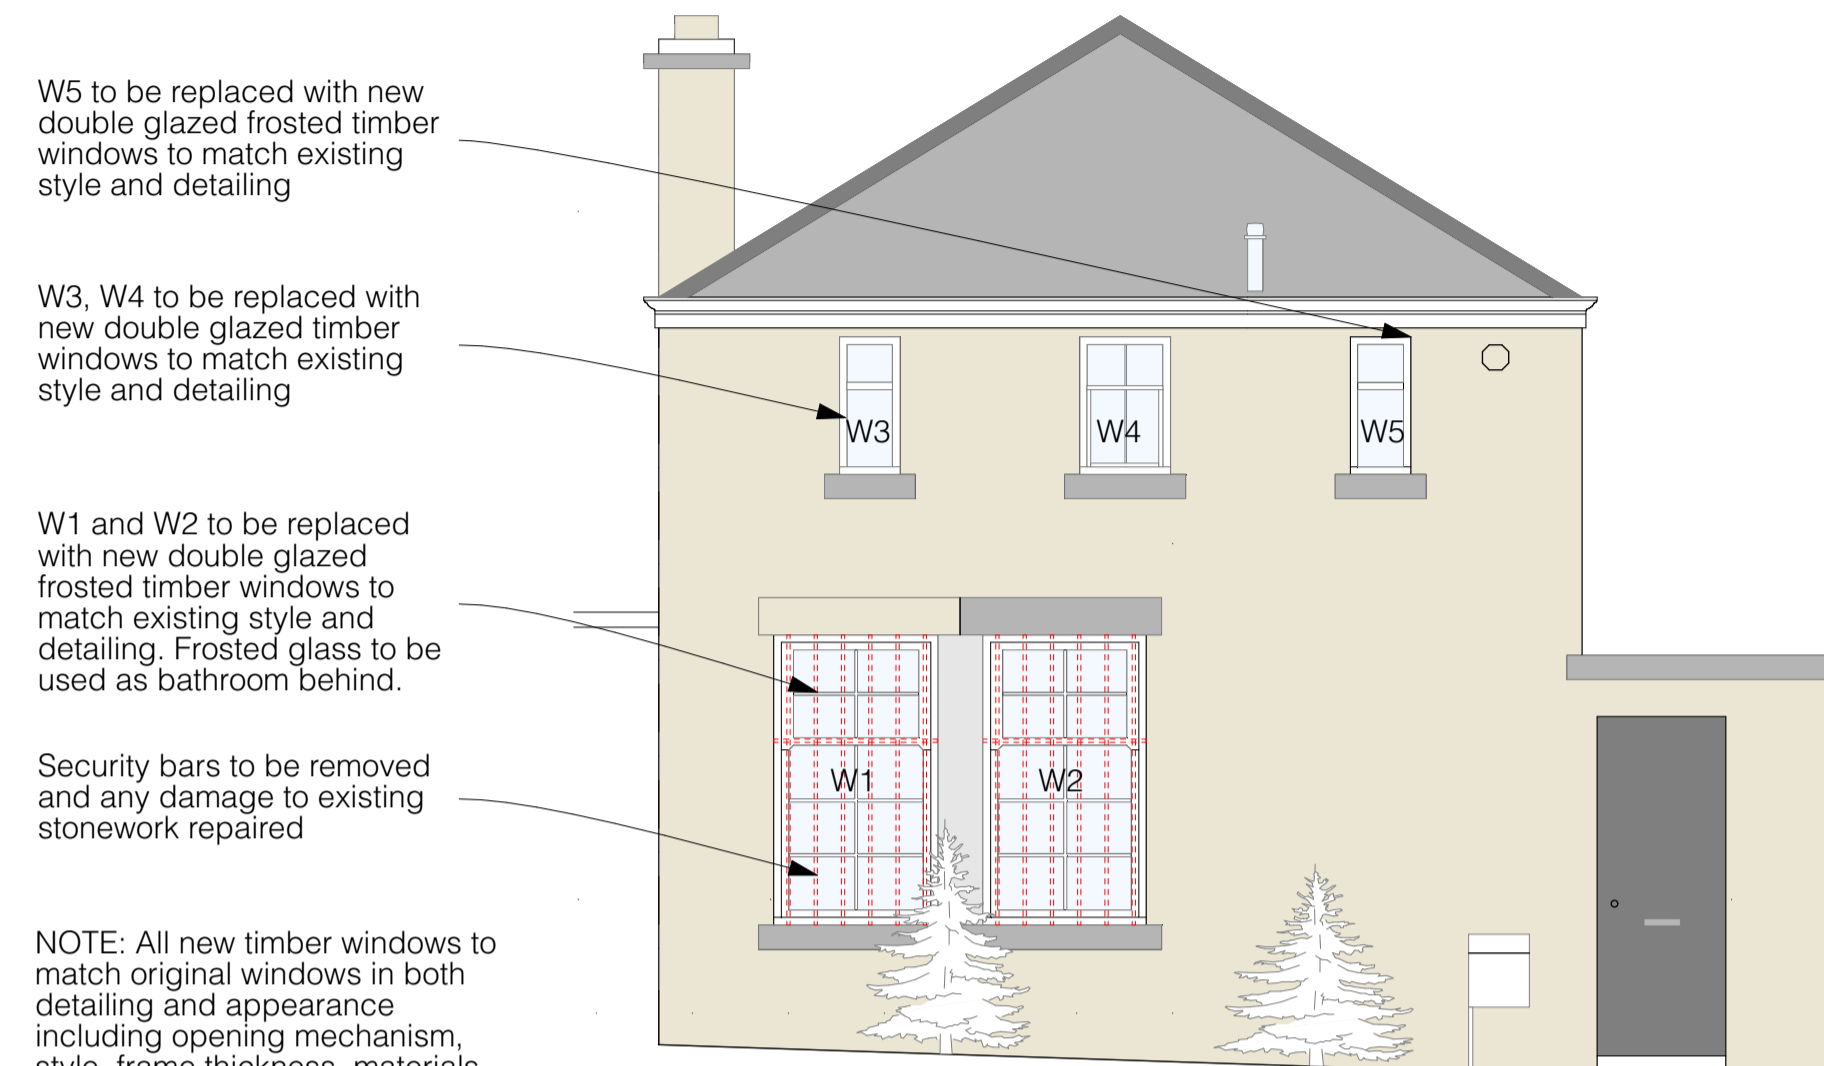 W5 to be replaced with new
double glazed frosted timber
windows to match existing
style and detailing
W3, W4 to be replaced with
new double glazed timber
windows to match existing
style and detailing
W3
W4
W5
W1 and W2 to be replaced
with new double glazed
frosted timber windows to
match existing style and
detailing. Frosted glass to be
used as bathroom behind.
W1
W2
Security bars to be removed
and any damage to existing
stonework repaired
NOTE: All new timber windows to
match original windows in both
detailing and appearance
including opening mechanism,
style, frame thickness, materials